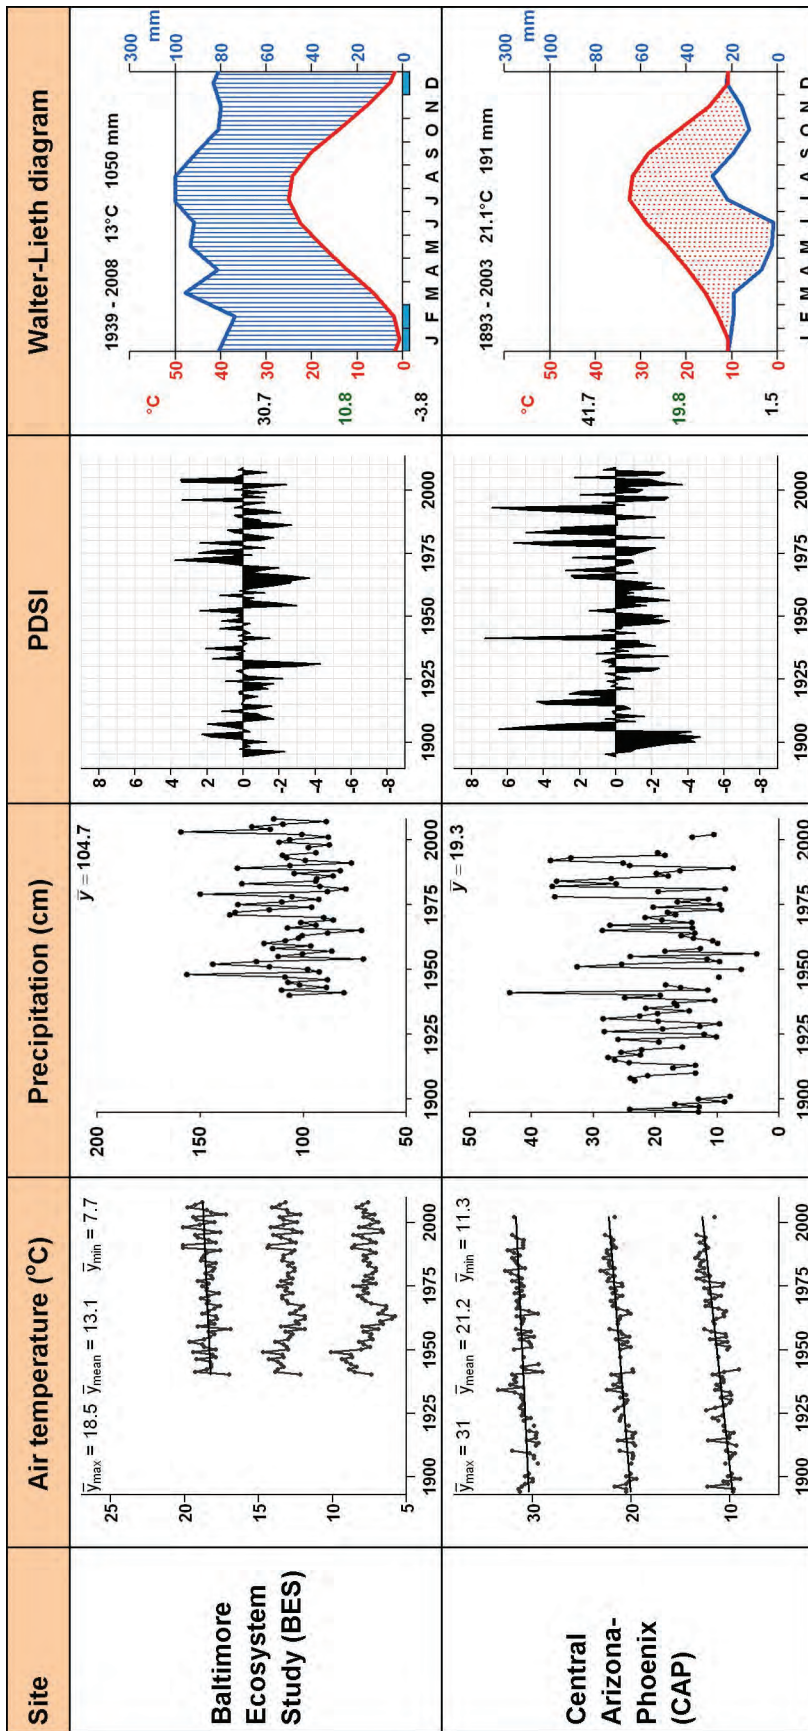 Site
Air temperature (°C)
Precipitation (cm)
PDSI
Walter-Lieth diagram
Baltimore
Ecosystem
Study (BES)
ȳmax = 18.5 ȳmean = 13.1 ȳmin = 7.7
25
20
15
10
5
1900 1925 1950 1975 2000
ȳ = 104.7
200
150
100
50
1900 1925 1950 1975 2000
8
6
4
2
0
-2
-4
-6
-8
1900 1925 1950 1975 2000
1939 - 2008 13°C 1050 mm
°C
50
40
30
20
10
0
30.7
10.8
-3.8
300
mm
100
80
60
40
20
0
J F M A M J J A S O N D
Central
Arizona-
Phoenix
(CAP)
ȳmax = 31 ȳmean = 21.2 ȳmin = 11.3
30
20
10
1900 1925 1950 1975 2000
ȳ = 19.3
50
40
30
20
10
0
1900 1925 1950 1975 2000
8
6
4
2
0
-2
-4
-6
-8
1900 1925 1950 1975 2000
1893 - 2003 21.1°C 191 mm
°C
50
40
30
20
10
0
41.7
19.8
1.5
300
mm
100
80
60
40
20
0
J F M A M J J A S O N D